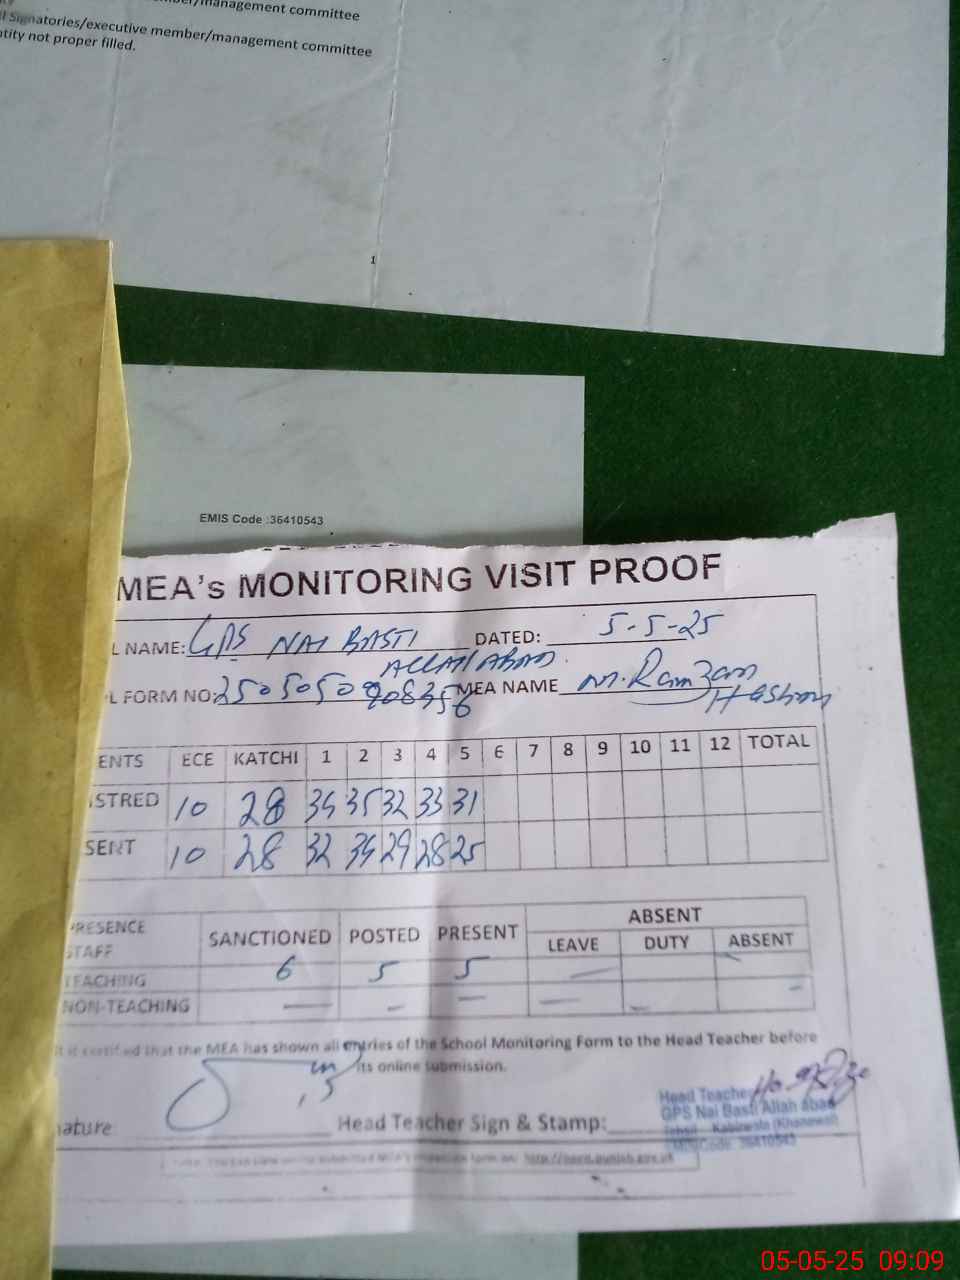 /management committee
l Signatories/executive member/management committee
ntity not proper filled.
1
EMIS Code :36410543
MEA's MONITORING VISIT PROOF
L NAME: GPS NAI BASTI DATED: 5-5-25
ALLAH ABAD.
L FORM NO: MEA NAME M. Ramzan
Hashmi
ENTS ECE KATCHI 1 2 3 4 5 6 7 8 9 10 11 12 TOTAL
STRED 10 28 34 35 32 33 31
SENT 10 28 32 34 29 28 25
PRESENCE STAFF SANCTIONED POSTED PRESENT ABSENT
LEAVE DUTY ABSENT
TEACHING 6 5 5 —
NON-TEACHING — — — — —
It is certified that the MEA has shown all entries of the School Monitoring Form to the Head Teacher before
its online submission.
nature Head Teacher Sign & Stamp:
Head Teacher
GPS Nai Basti Allah abad
Kabirwala (Khanewal)
36410543
05-05-25 09:09